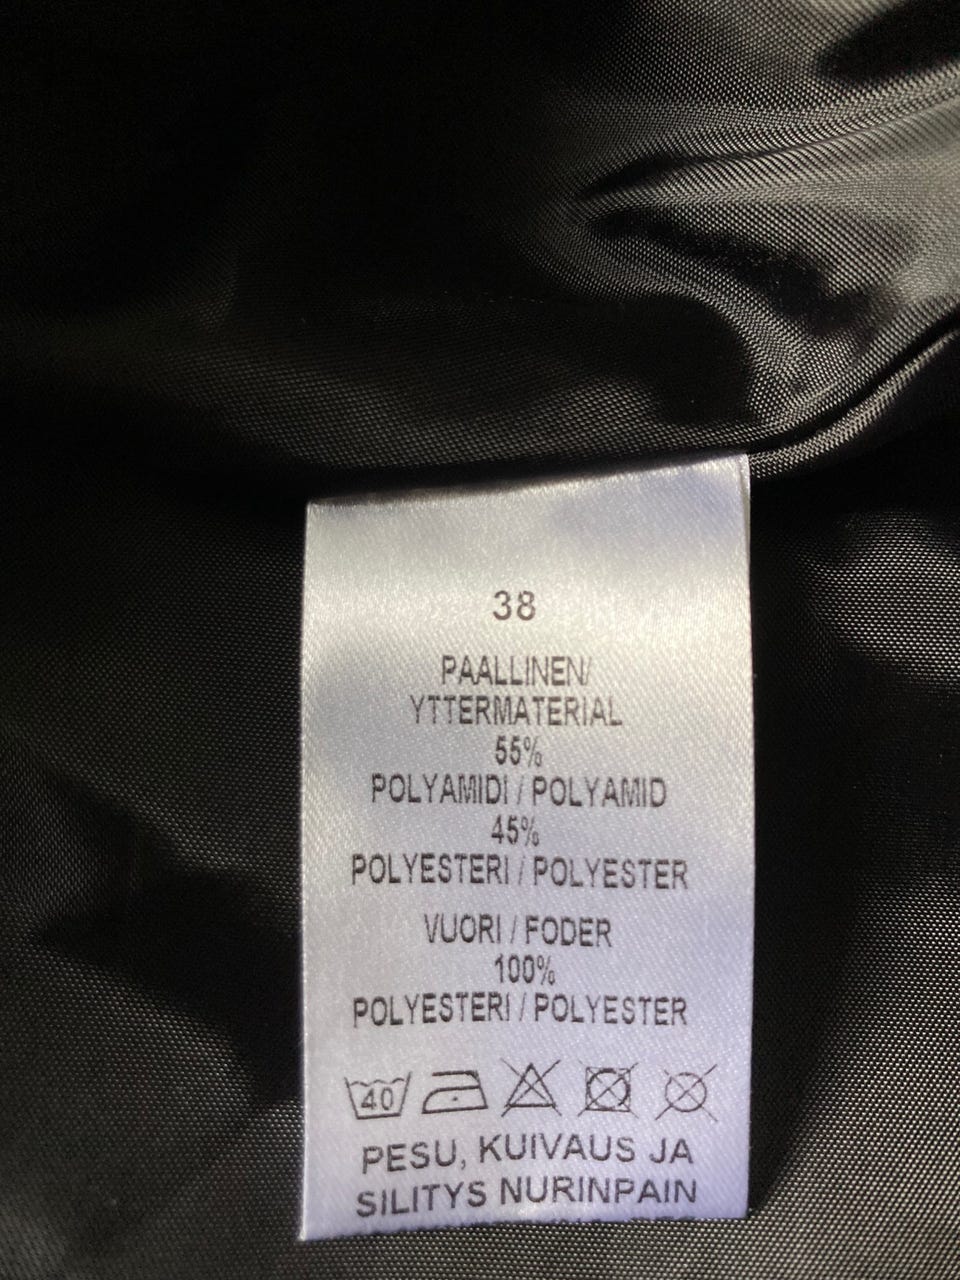 38
PAALLINEN/
YTTERMATERIAL
55%
POLYAMIDI / POLYAMID
45%
POLYESTERI / POLYESTER
VUORI / FODER
100%
POLYESTERI / POLYESTER
40
PESU, KUIVAUS JA
SILITYS NURINPAIN